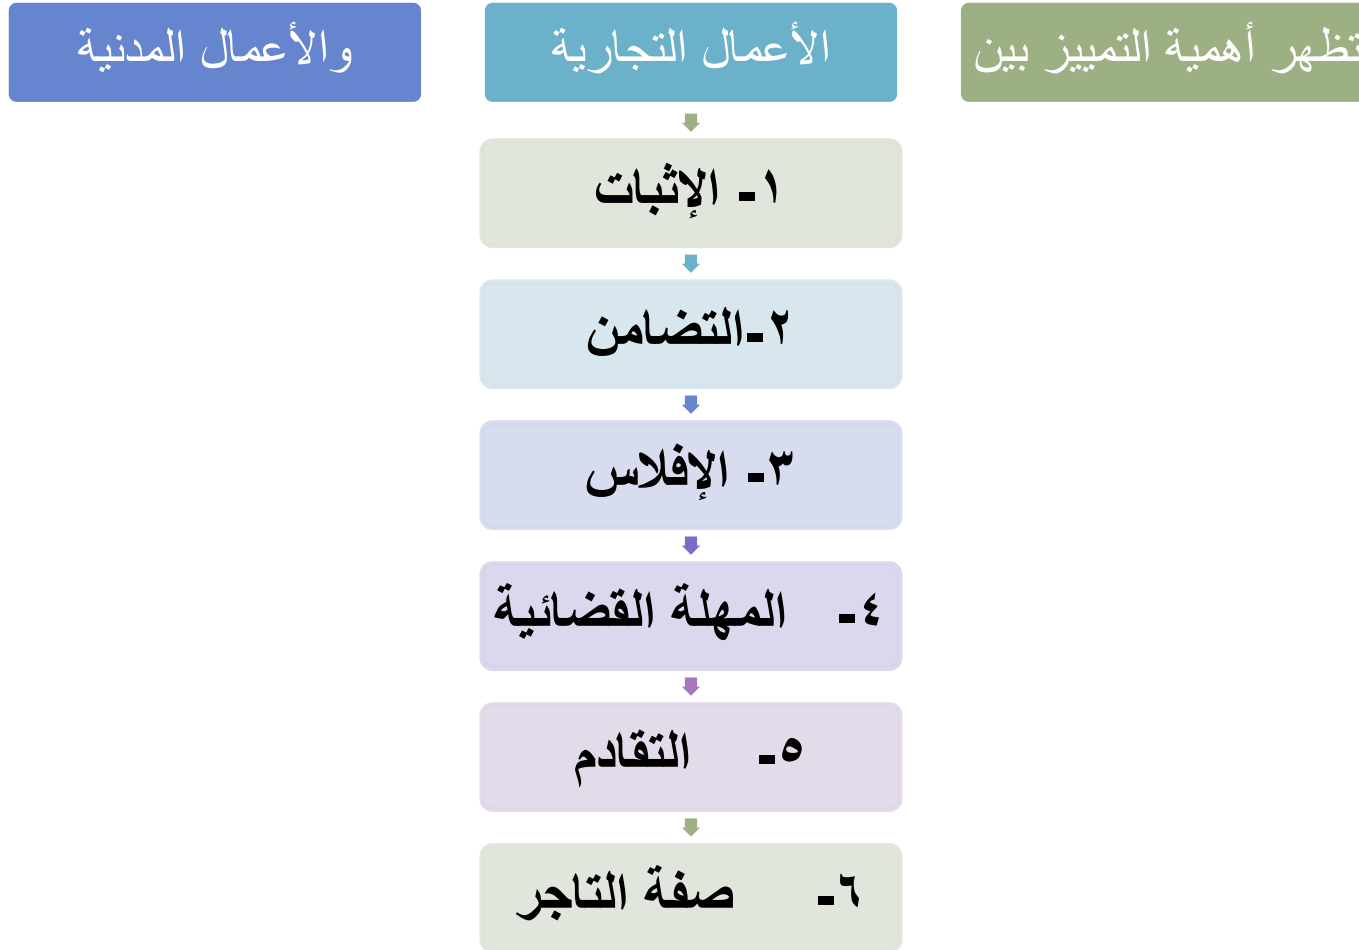 تظهر أهمية التمييز بين
الأعمال التجارية
والأعمال المدنية
١- الإثبات
٢-التضامن
٣- الإفلاس
٤- المهلة القضائية
٥- التقادم
٦- صفة التاجر